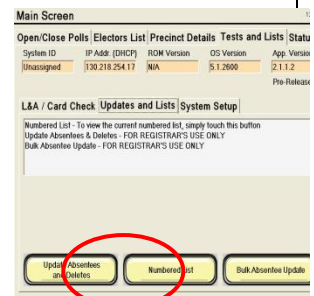 Main Screen
Open/Close Polls Electors List Precinct Details Tests and Lists Statu
System ID IP Addr. (DHCP) ROM Version OS Version App. Version
Unassigned 130.218.254.17 N/A 5.1.2600 2.1.1.2
Pre-Release
L&A / Card Check Updates and Lists System Setup
Numbered List - To view the current numbered list, simply touch this button
Update Absentees & Deletes - FOR REGISTRAR'S USE ONLY
Bulk Absentee Update - FOR REGISTRAR'S USE ONLY
Update Absentees and Deletes Numbered List Bulk Absentee Update